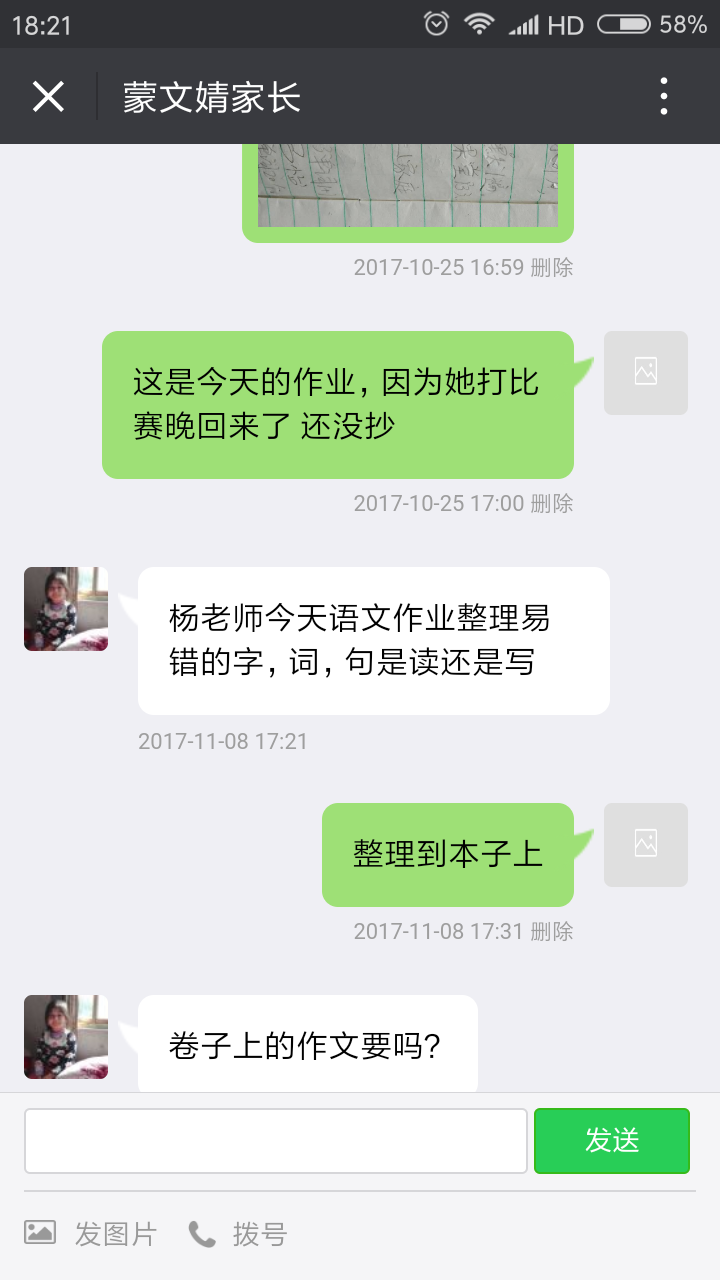 18:21 HD 58%
蒙文婧家长
2017-10-25 16:59 删除
这是今天的作业，因为她打比
赛晚回来了 还没抄
2017-10-25 17:00 删除
杨老师今天语文作业整理易
错的字，词，句是读还是写
2017-11-08 17:21
整理到本子上
2017-11-08 17:31 删除
卷子上的作文要吗?
发送
发图片 拨号